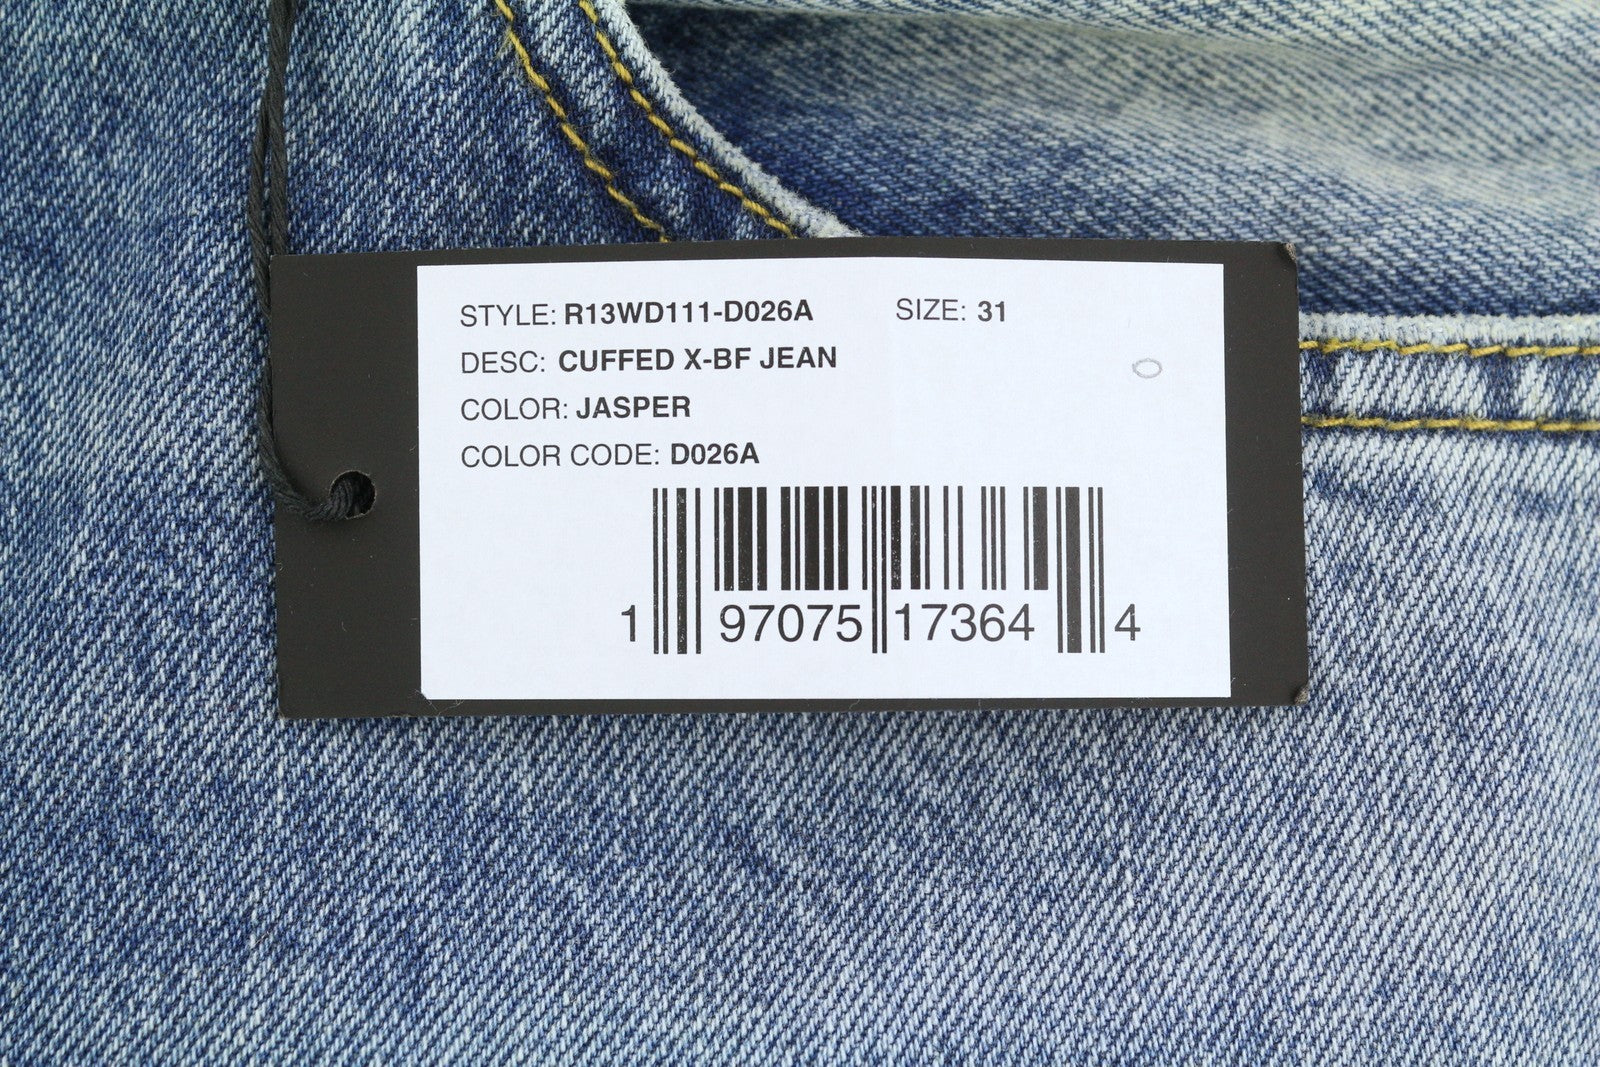 STYLE: R13WD111-D026A SIZE: 31
DESC: CUFFED X-BF JEAN
COLOR: JASPER
COLOR CODE: D026A
1 97075 17364 4